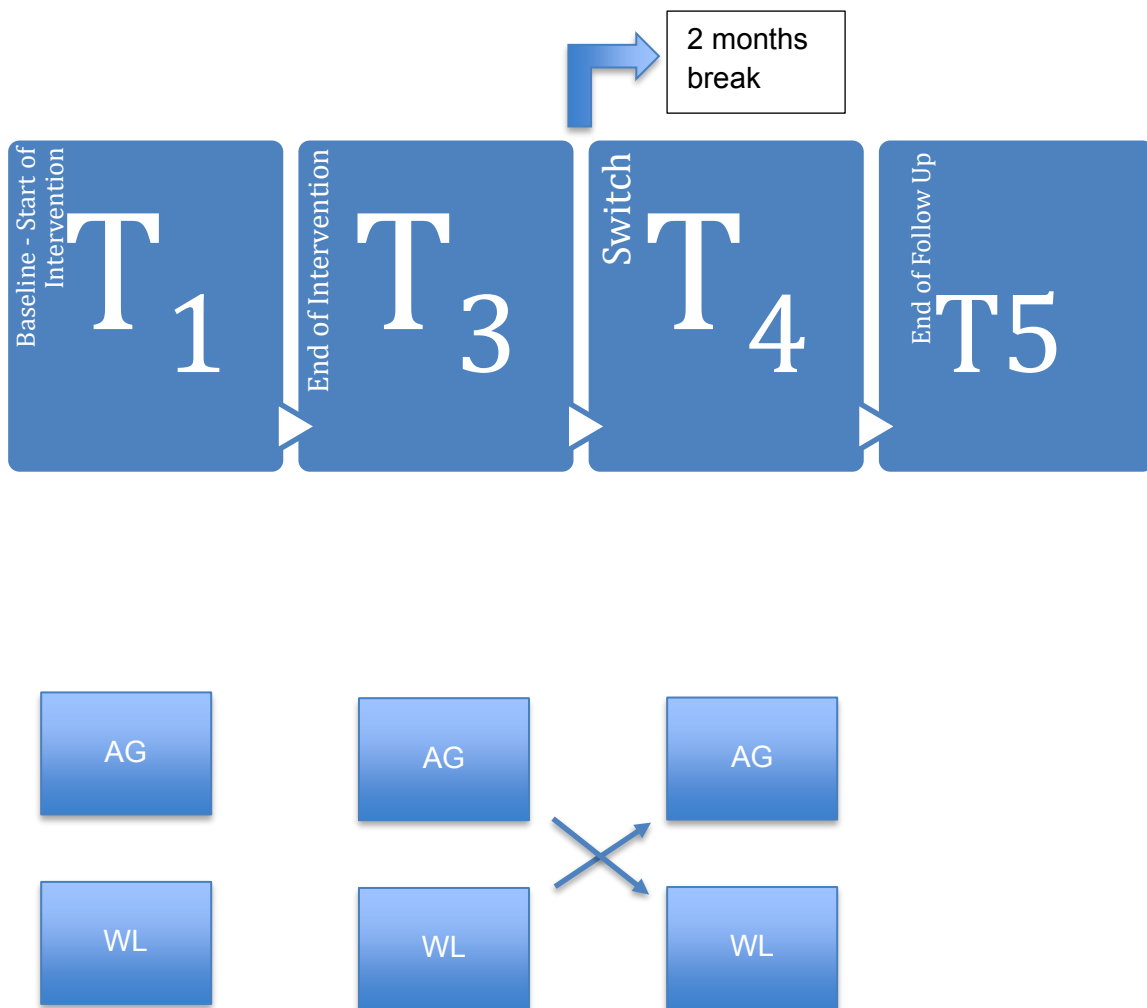 2 months
break
Baseline - Start of
Intervention
T1
End of Intervention
T3
Switch
T4
End of Follow Up
T5
AG
AG
AG
WL
WL
WL